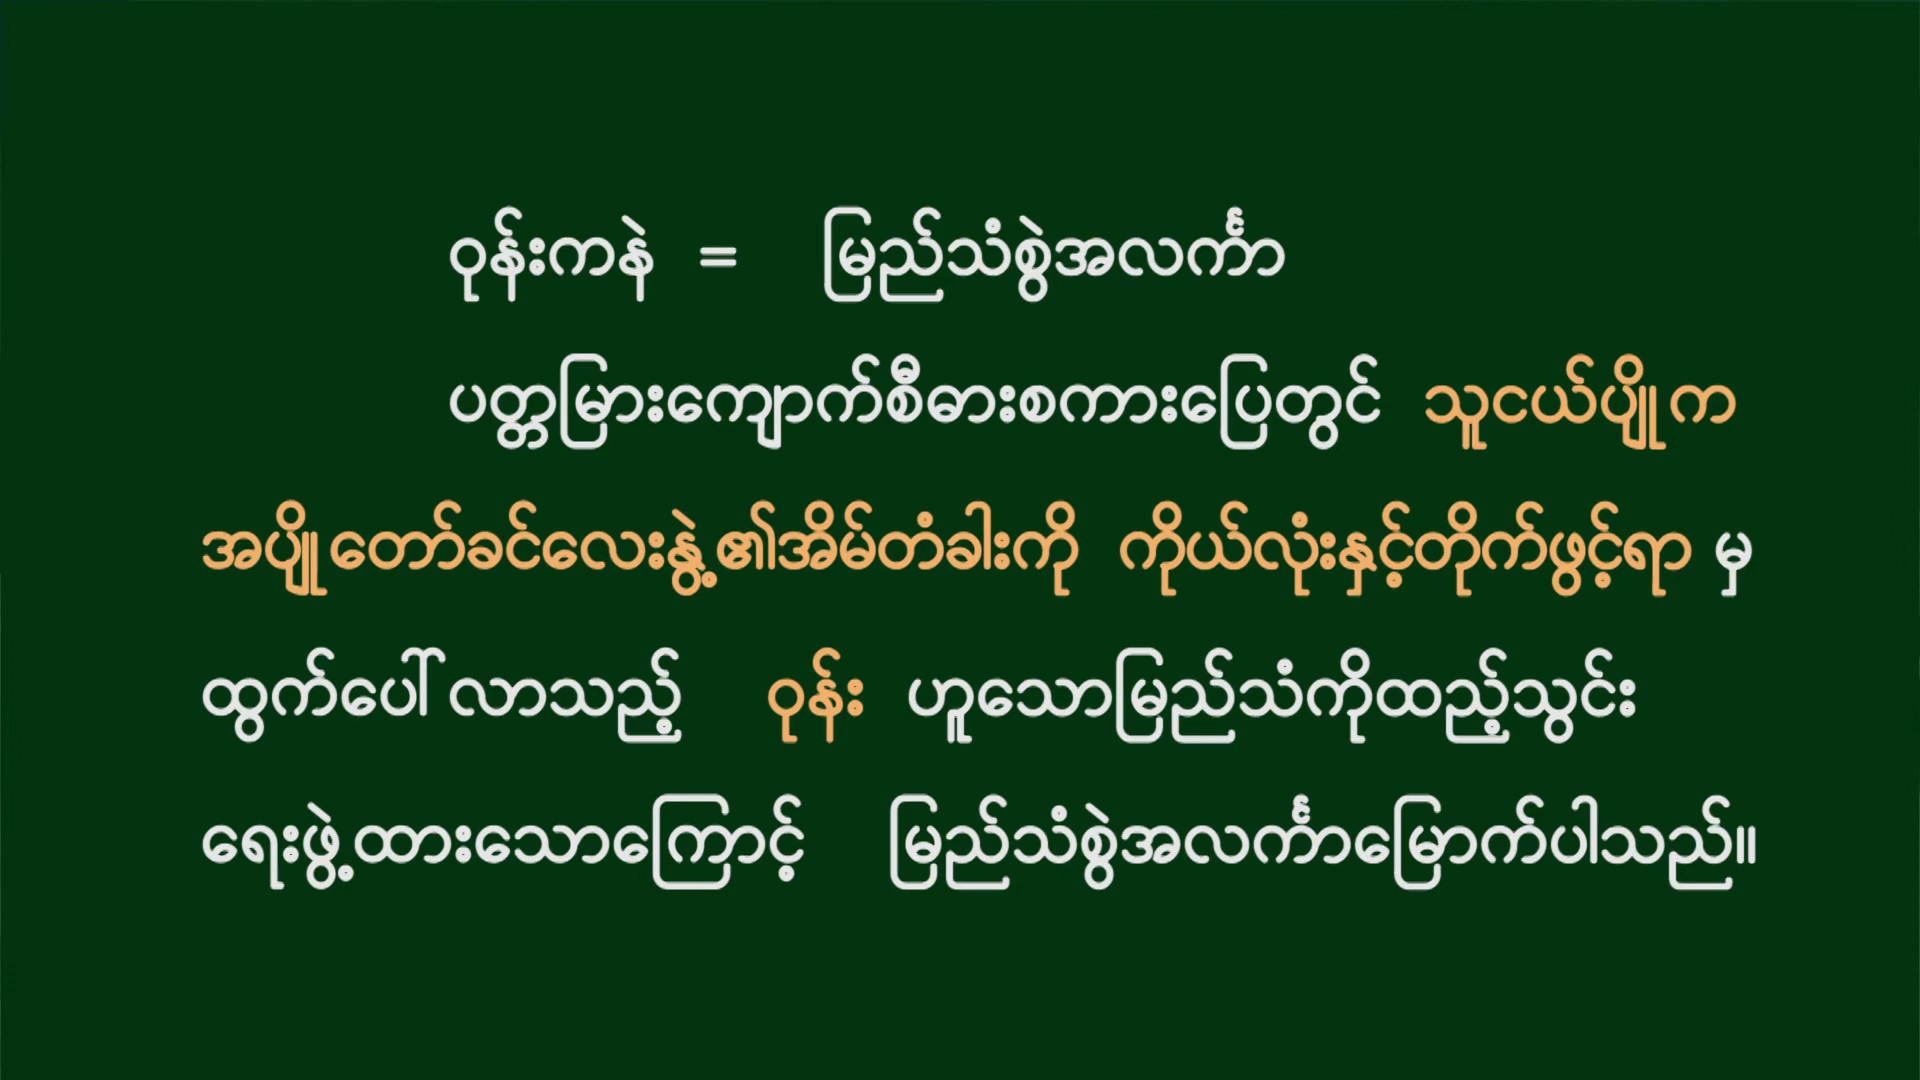 ဝုန်းကနဲ = မြည်သံစွဲအလင်္ကာ
ပတ္တမြားကျောက်စီဓားစကားပြေတွင် သူငယ်ပျိုက
အပျိုတော်ခင်လေးနွဲ့၏အိမ်တံခါးကို ကိုယ်လုံးနှင့်တိုက်ဖွင့်ရာ မှ
ထွက်ပေါ်လာသည့် ဝုန်း ဟူသောမြည်သံကိုထည့်သွင်း
ရေးဖွဲ့ထားသောကြောင့် မြည်သံစွဲအလင်္ကာမြောက်ပါသည်။